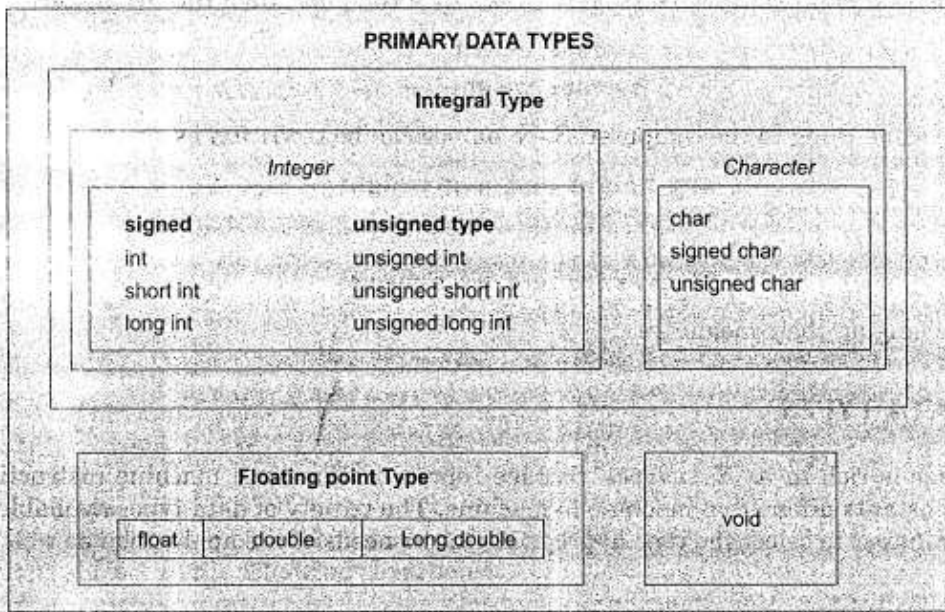 PRIMARY DATA TYPES
Integral Type
Integer
Character
signed unsigned type
int unsigned int
short int unsigned short int
long int unsigned long int
char
signed char
unsigned char
Floating point Type
float double Long double
void